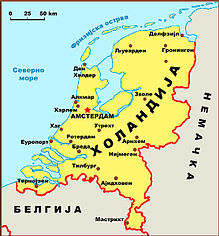 0 25 50 km
Фризијска острва
Делфзијл
Гронинген
Љуварден
Северно
море
Ден
Хелдер
Алкмар
Зволе
Харлем
АМСТЕРДАМ
Хаг
Утрехт
Ротердам
Арнхем
Еуропорт
Нијмеген
Бреда
Тилбург
Тернојзен
Ајндховен
Мастрихт
ХОЛАНДИЈА
НЕМАЧКА
БЕЛГИЈА